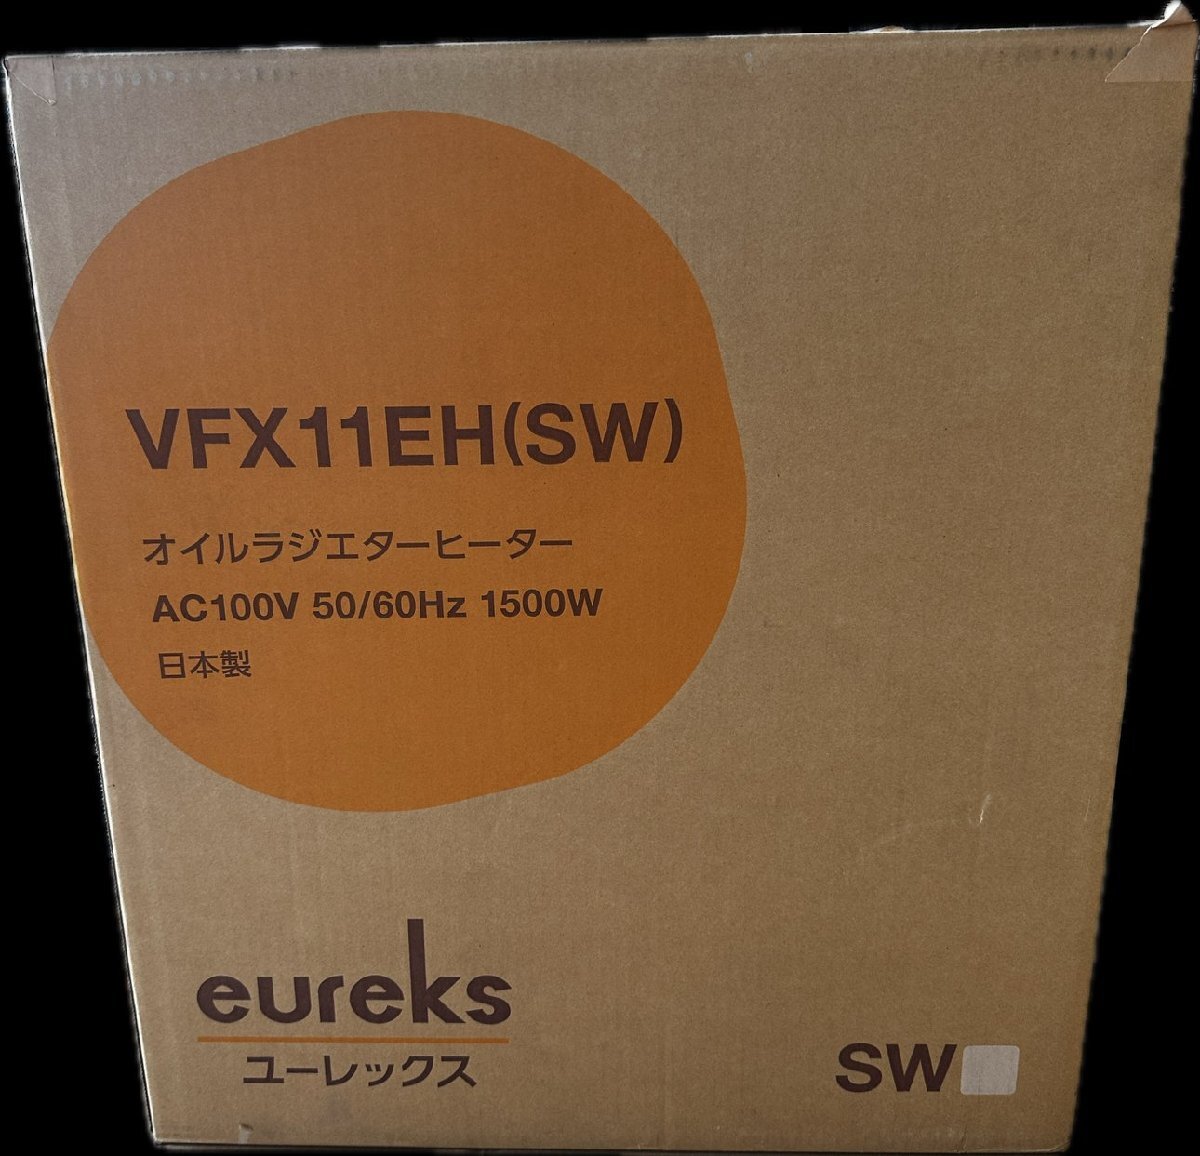 VFX11EH(SW)
オイルラジエターヒーター
AC100V 50/60Hz 1500W
日本製
eureks
ユーレックス
SW